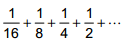 1/16 + 1/8 + 1/4 + 1/2 + ⋯